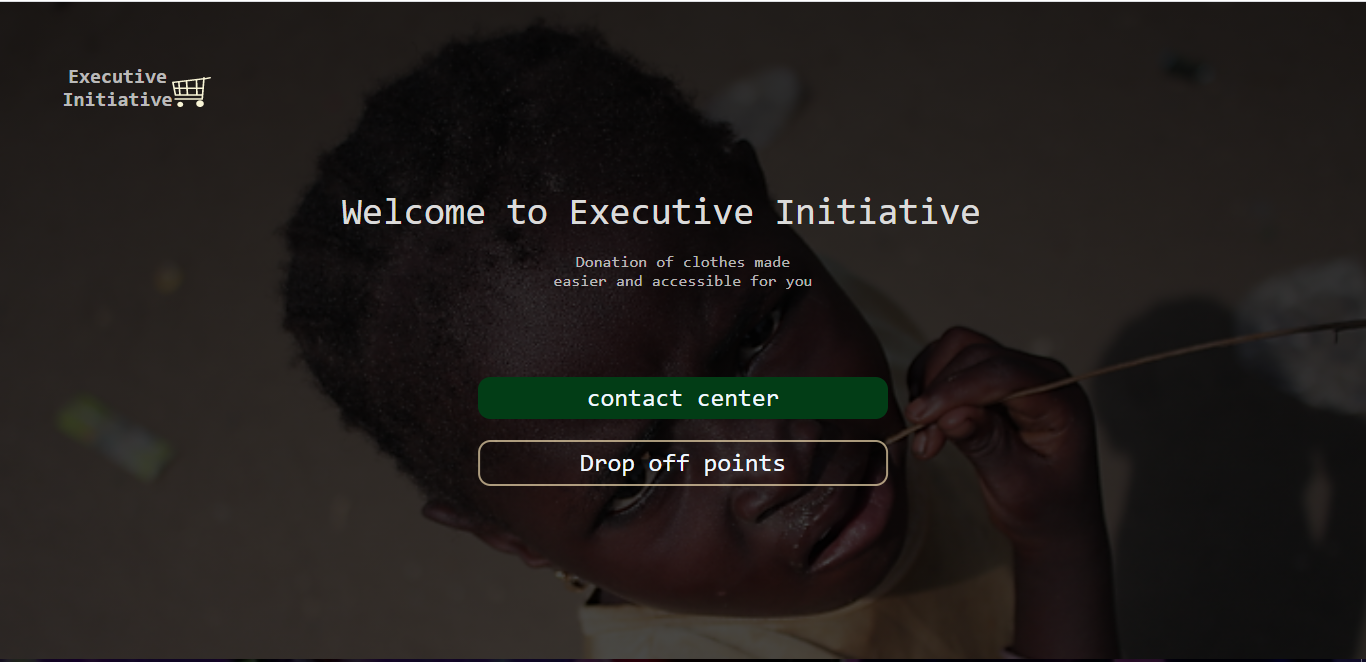 Executive
Initiative
Welcome to Executive Initiative
Donation of clothes made
easier and accessible for you
contact center
Drop off points